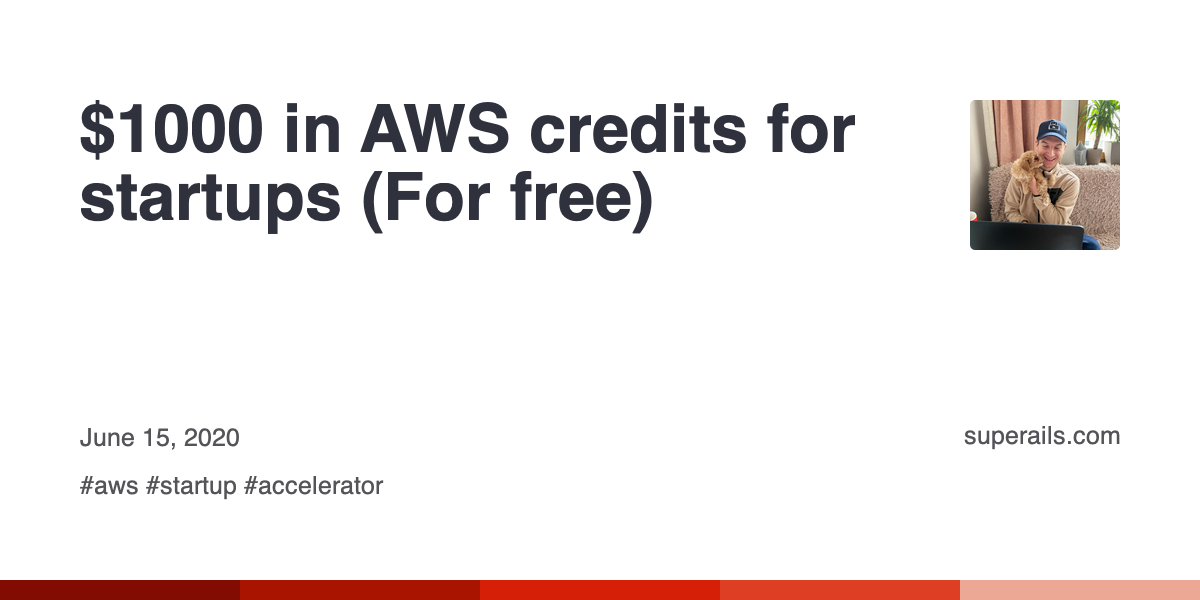 $1000 in AWS credits for
startups (For free)
June 15, 2020
superails.com
#aws #startup #accelerator